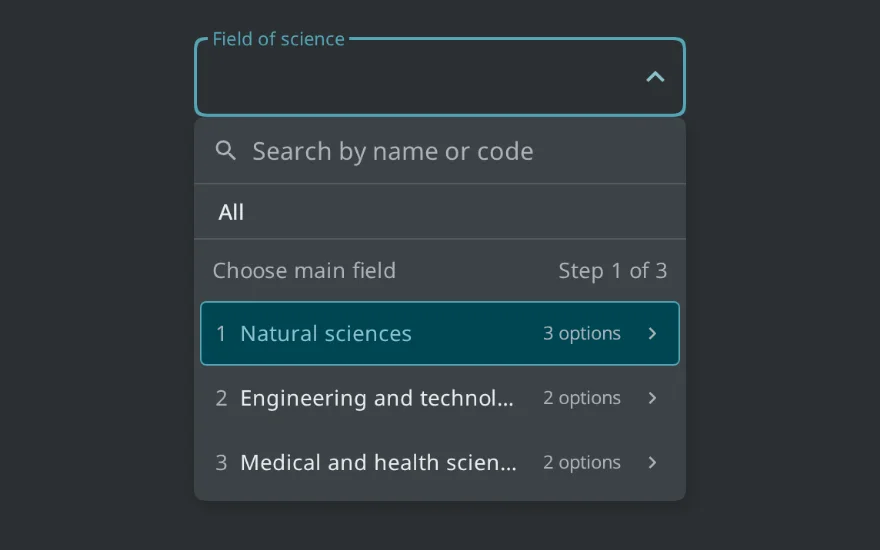 Field of science
Search by name or code
All
Choose main field Step 1 of 3
1 Natural sciences 3 options
2 Engineering and technol... 2 options
3 Medical and health scien... 2 options